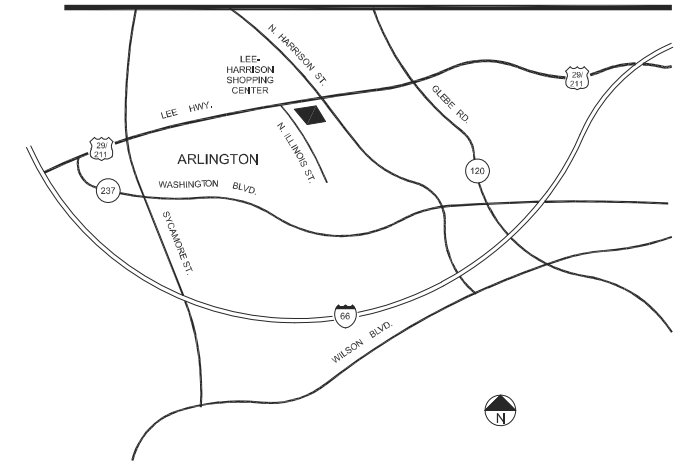 N. HARRISON ST.
LEE-
HARRISON
SHOPPING
CENTER
29/
211
GLEBE RD.
LEE HWY.
29/
211
N. ILLINOIS ST.
ARLINGTON
120
237
WASHINGTON BLVD.
SYCAMORE ST.
66
WILSON BLVD.
N